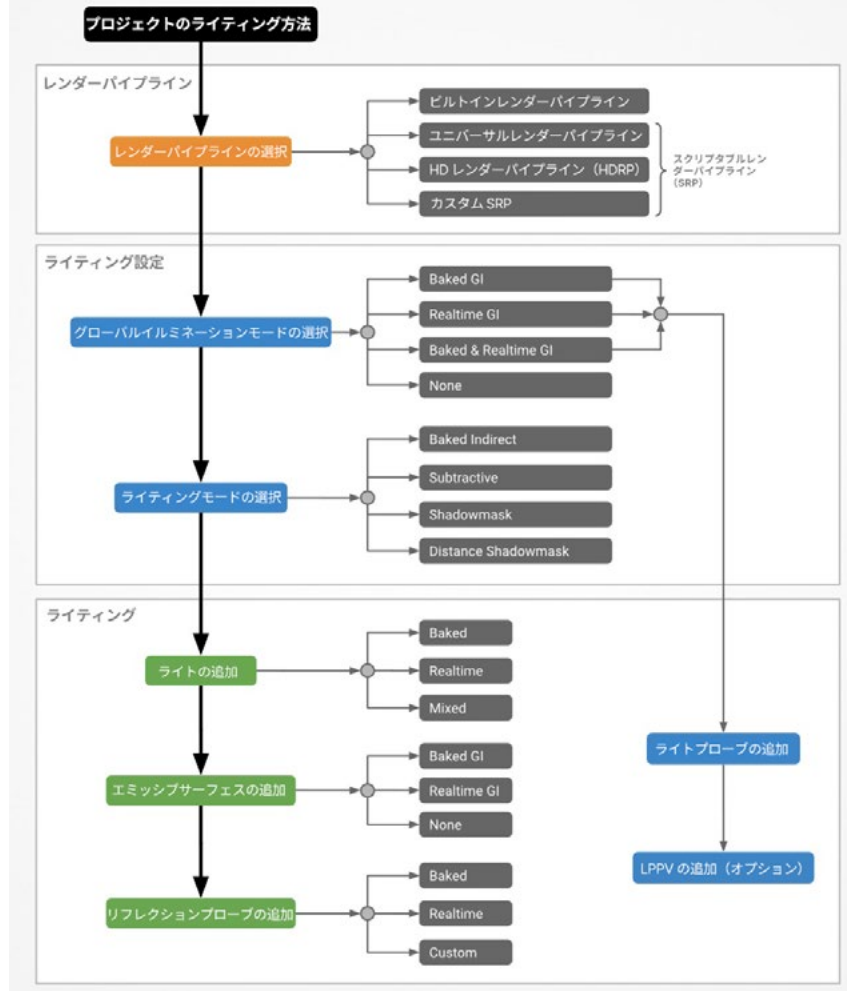 プロジェクトのライティング方法
レンダーパイプライン
レンダーパイプラインの選択
ビルトインレンダーパイプライン
ユニバーサルレンダーパイプライン
HD レンダーパイプライン（HDRP）
カスタム SRP
スクリプタブルレン
ダーパイプライン
（SRP）
ライティング設定
グローバルイルミネーションモードの選択
Baked GI
Realtime GI
Baked & Realtime GI
None
ライティングモードの選択
Baked Indirect
Subtractive
Shadowmask
Distance Shadowmask
ライティング
ライトの追加
Baked
Realtime
Mixed
エミッシブサーフェスの追加
Baked GI
Realtime GI
None
リフレクションプローブの追加
Baked
Realtime
Custom
ライトプローブの追加
LPPV の追加（オプション）